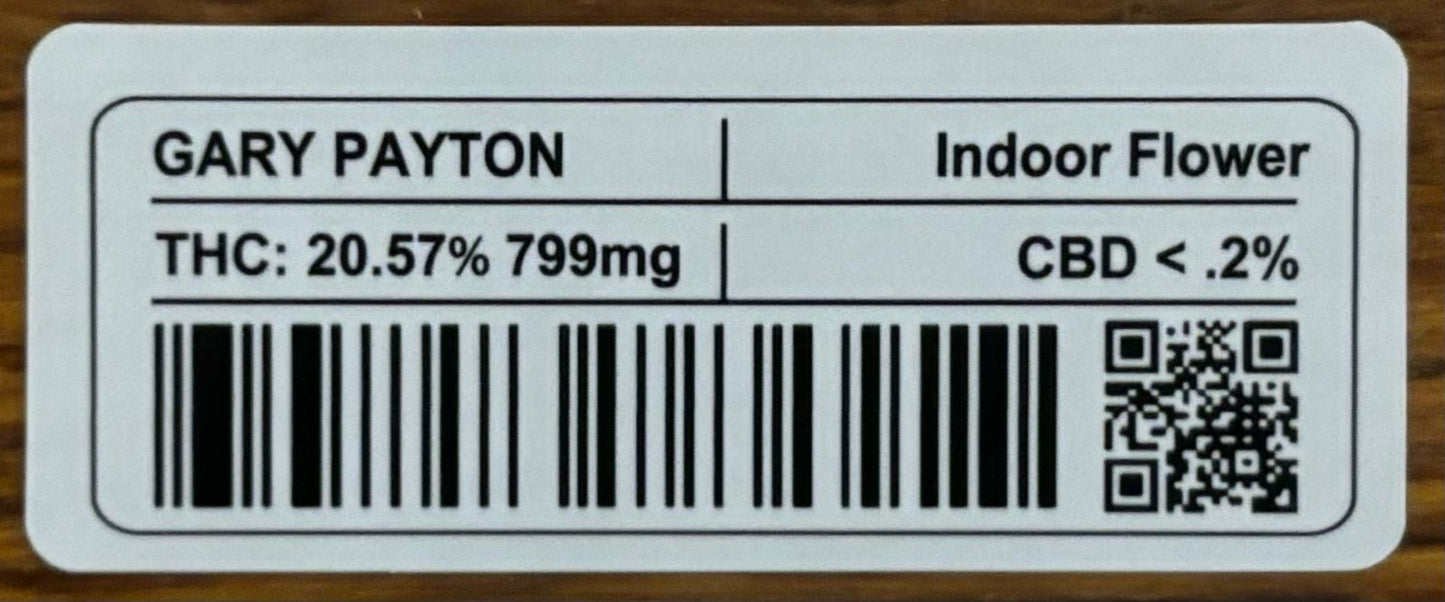 GARY PAYTON Indoor Flower
THC: 20.57% 799mg CBD < .2%